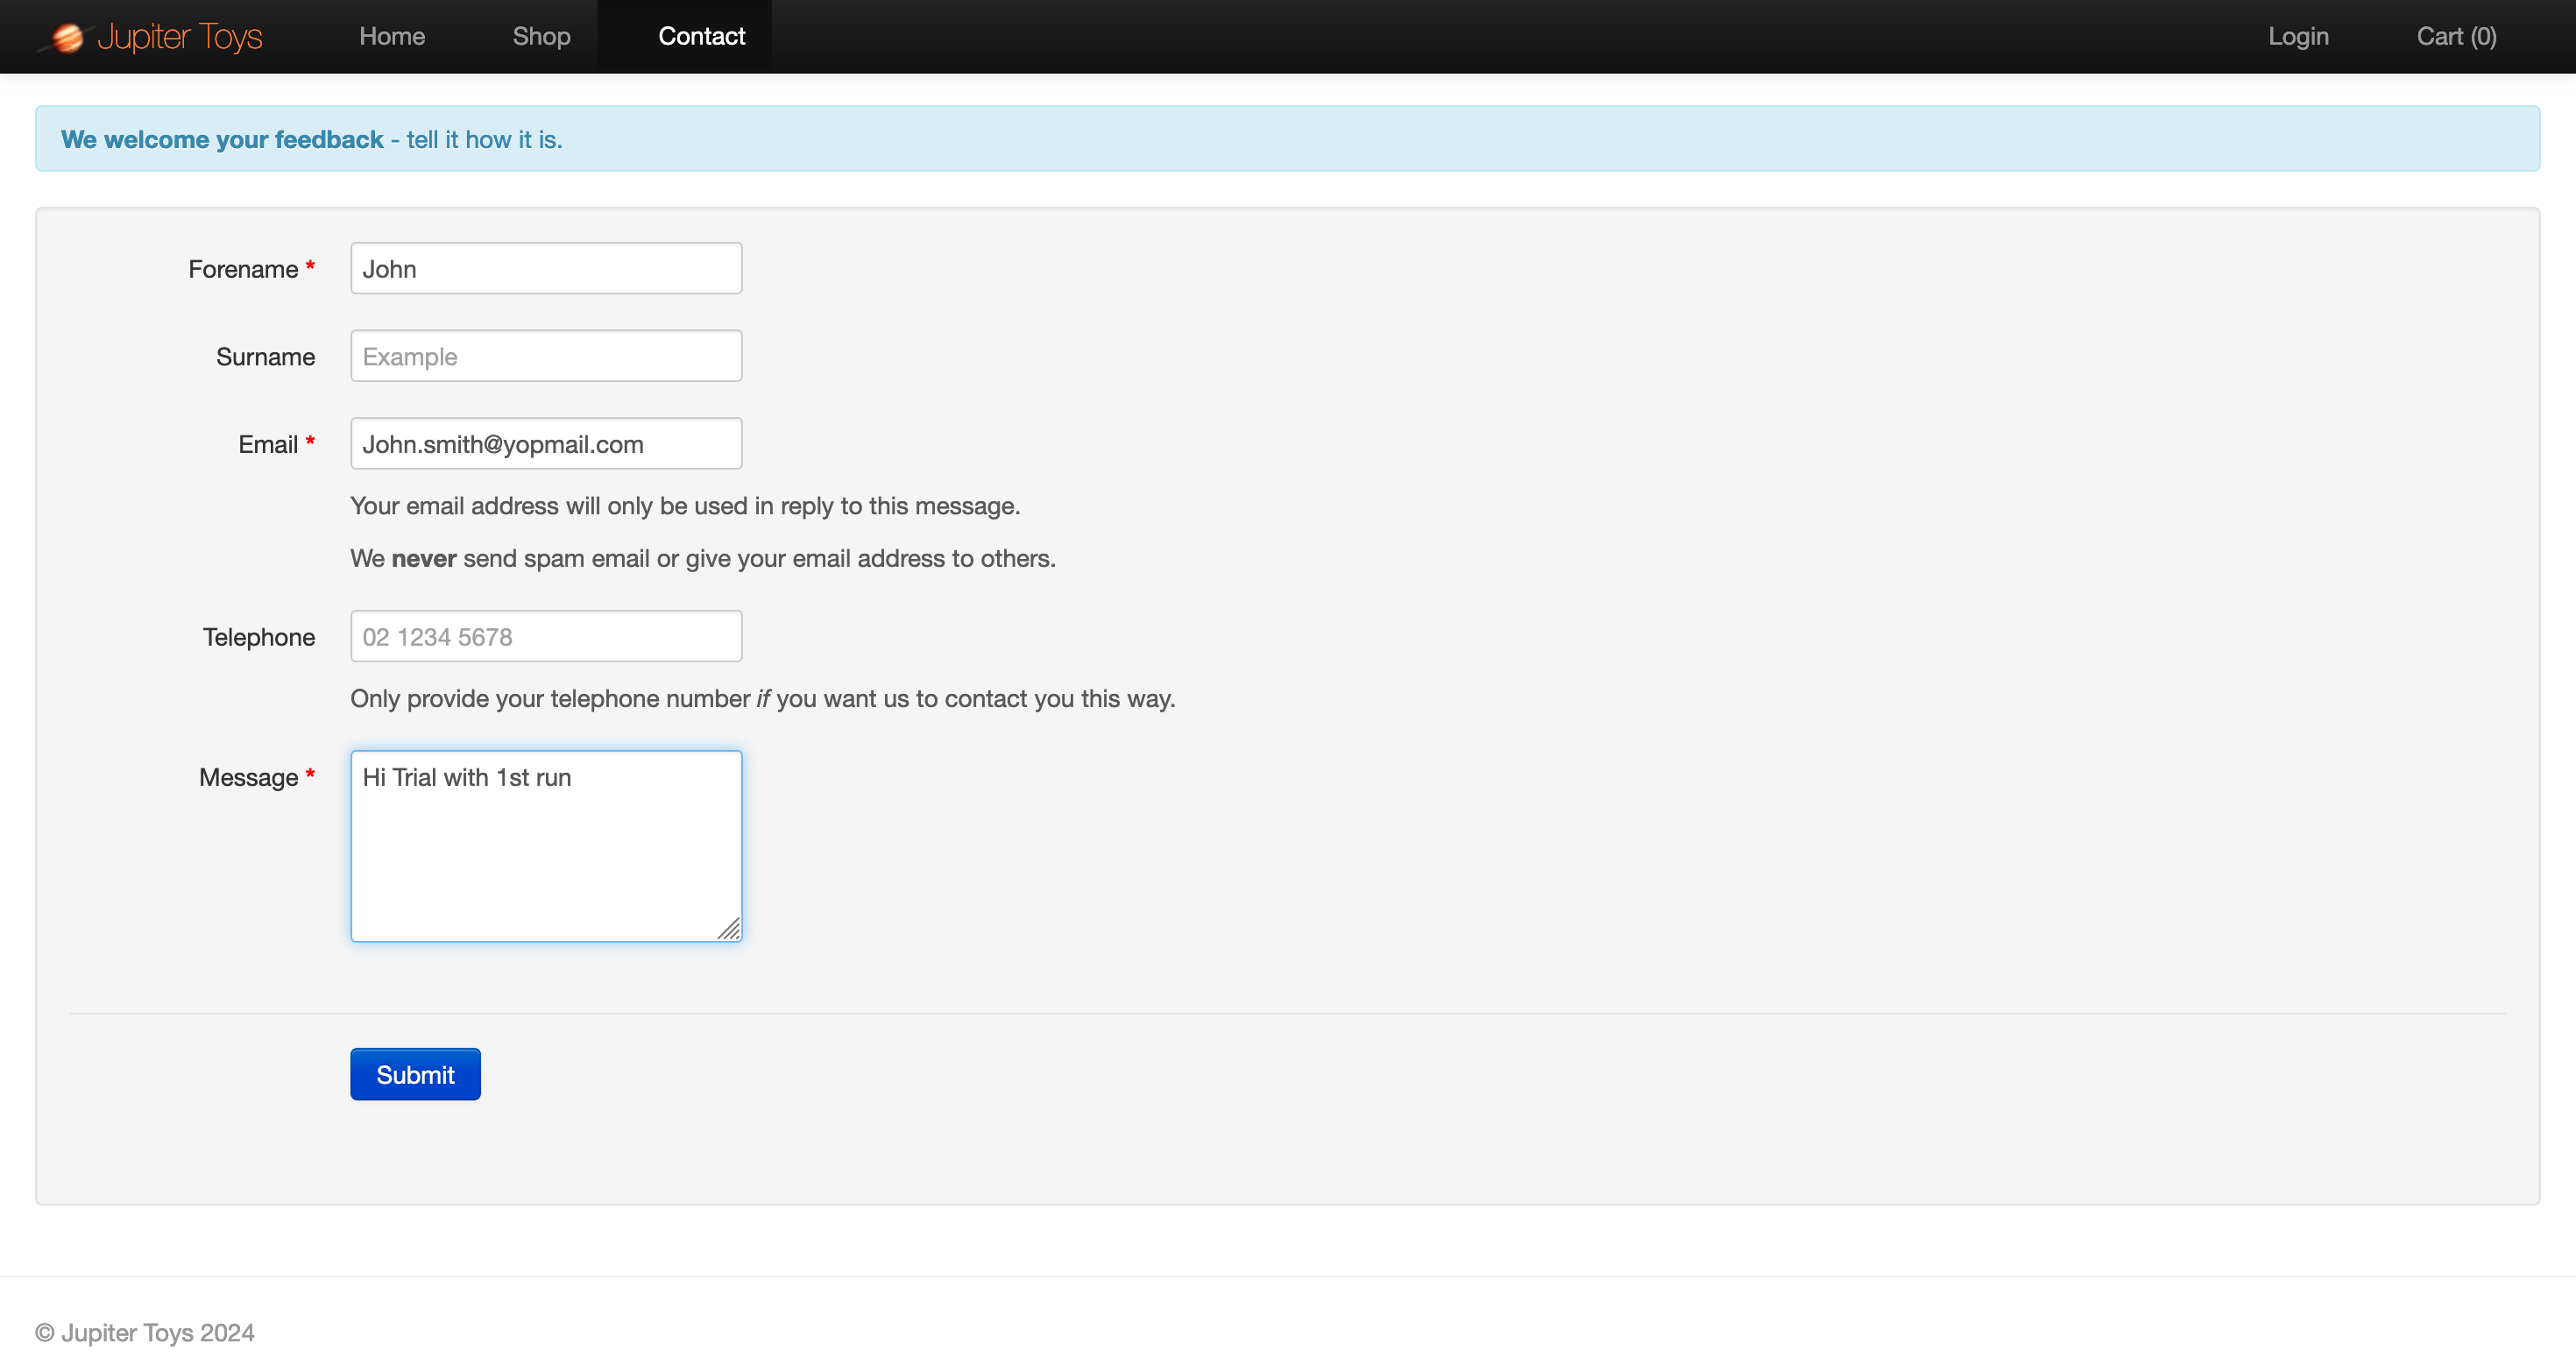 Jupiter Toys Home Shop Contact Login Cart (0)
We welcome your feedback - tell it how it is.
Forename * John
Surname Example
Email * John.smith@yopmail.com
Your email address will only be used in reply to this message.
We never send spam email or give your email address to others.
Telephone 02 1234 5678
Only provide your telephone number if you want us to contact you this way.
Message * Hi Trial with 1st run
Submit
© Jupiter Toys 2024